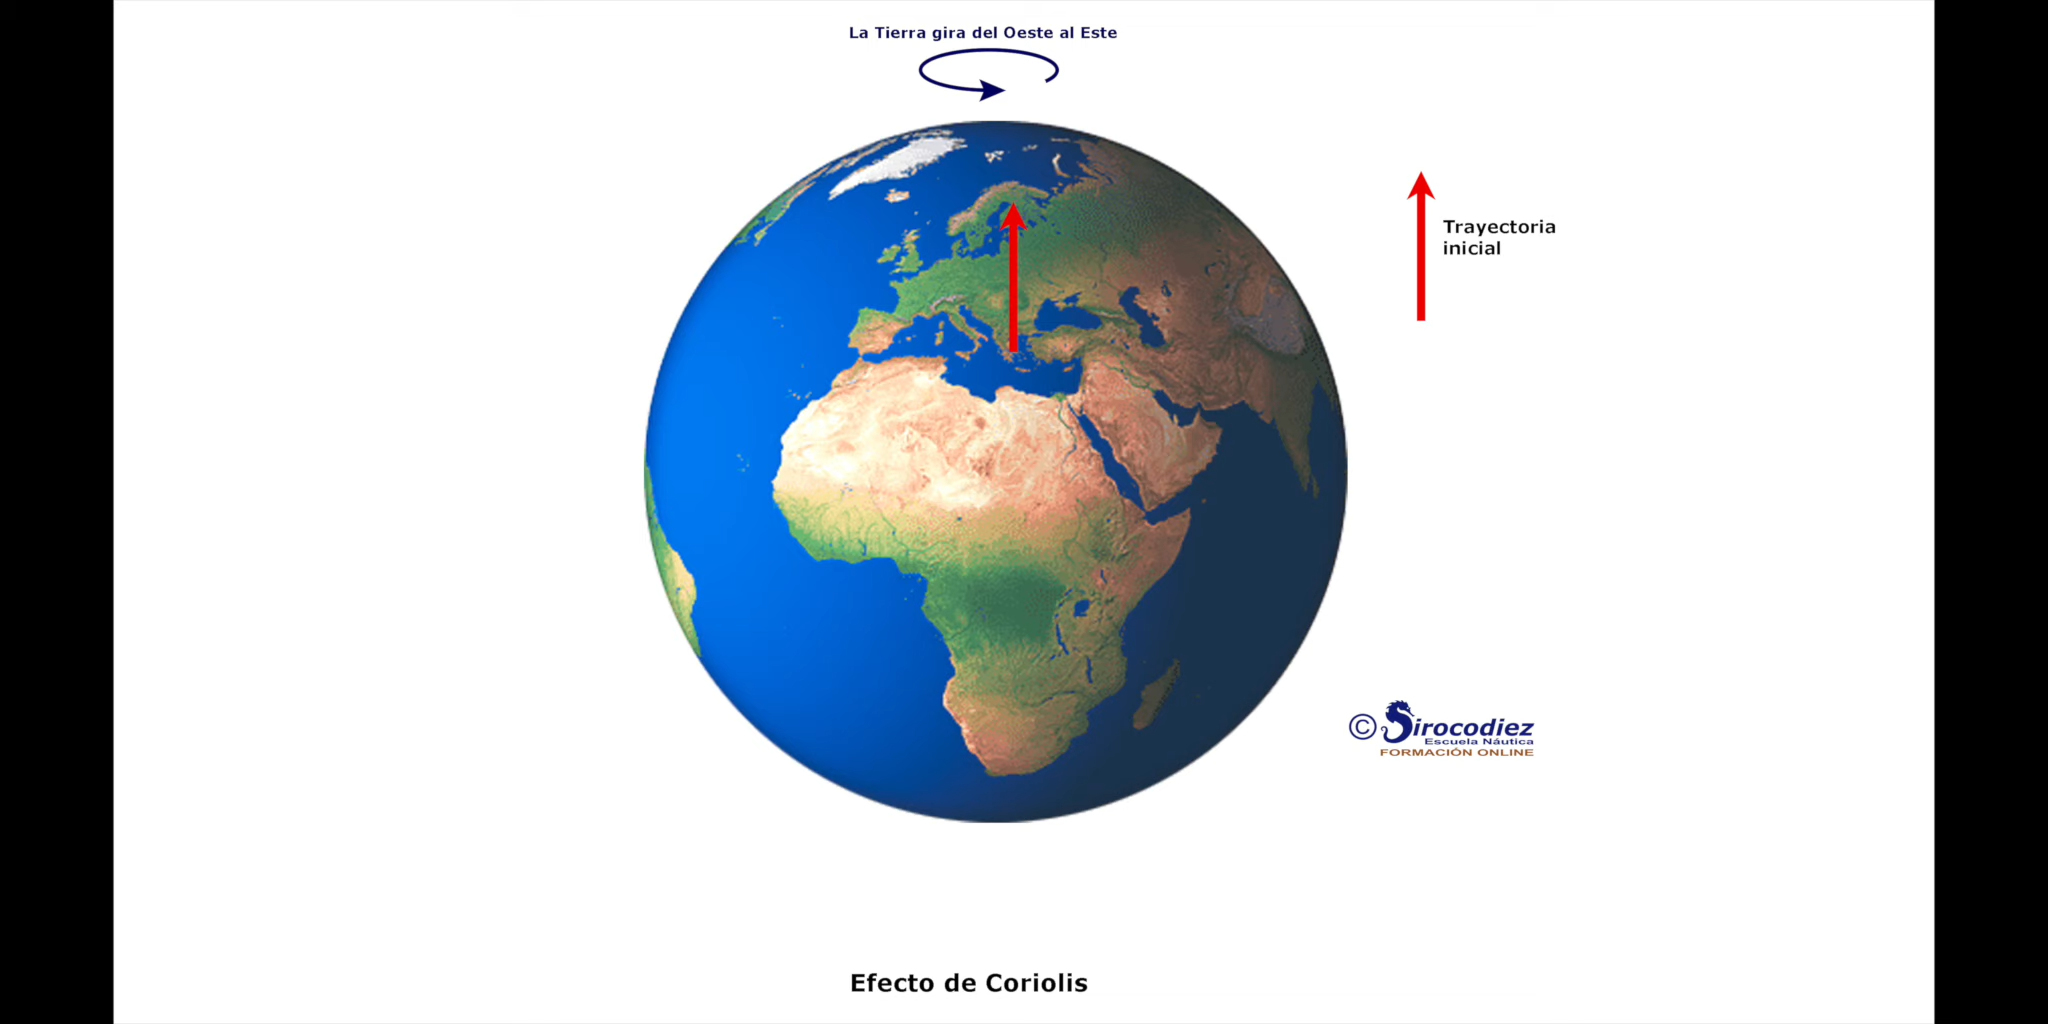 La Tierra gira del Oeste al Este
Trayectoria
inicial
© Sirocodiez
Escuela Náutica
FORMACIÓN ONLINE
Efecto de Coriolis